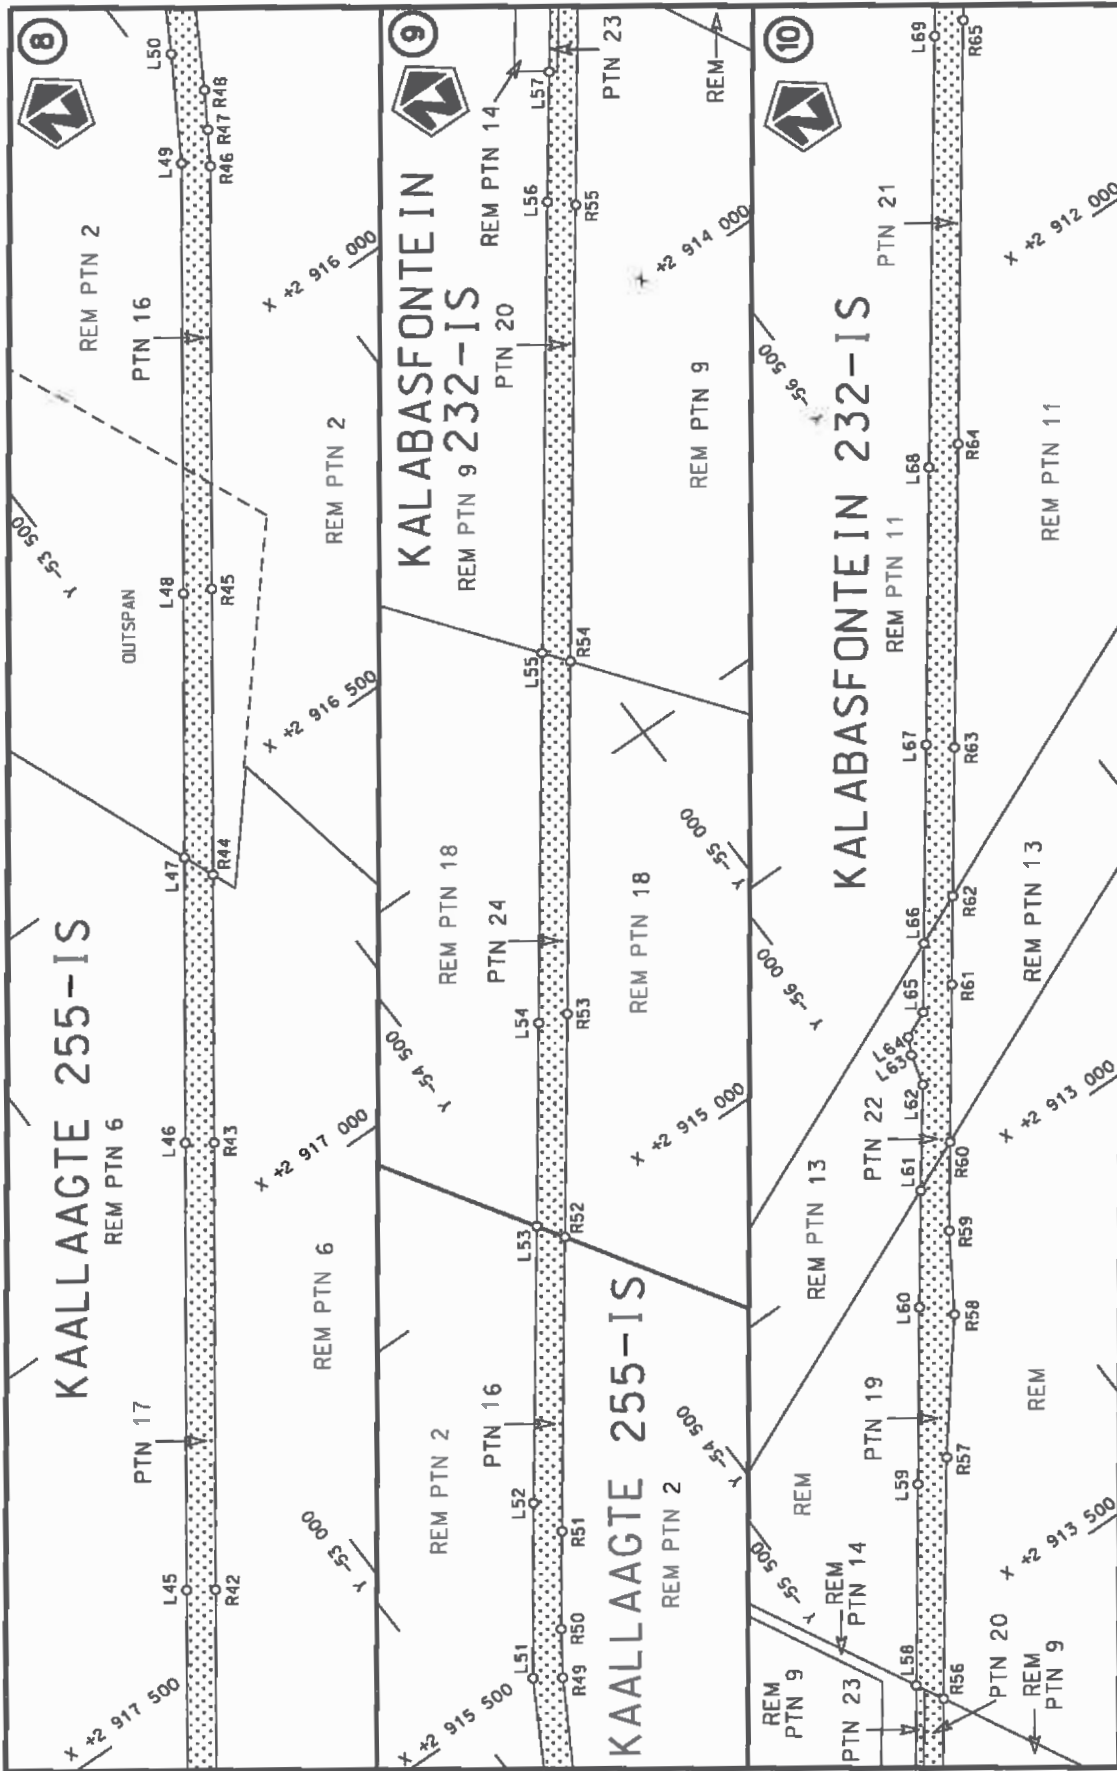 8
KAALLAAGTE 255-IS
REM PTN 6
PTN 17
REM PTN 6
L45
R42
L46
R43
L47
R44
L48
R45
L49
R46
R47
R48
L50
OUTSPAN
PTN 16
REM PTN 2
REM PTN 2
Y -53 000
Y -53 500
X +2 917 500
X +2 917 000
X +2 916 500
X +2 916 000
9
KALABASFONTEIN
232-IS
REM PTN 9
KAALLAAGTE 255-IS
REM PTN 2
REM PTN 2
PTN 16
L51
R49
R50
L52
R51
L53
R52
L54
R53
L55
R54
L56
R55
L57
REM PTN 18
PTN 24
REM PTN 18
PTN 20
REM PTN 14
PTN 23
REM
REM PTN 9
Y -54 500
Y -54 500
Y -55 000
X +2 915 500
X +2 915 000
X +2 914 000
10
KALABASFONTEIN 232-IS
REM PTN 11
PTN 21
REM PTN 11
REM
PTN 9
PTN 23
REM
PTN 14
PTN 20
REM
PTN 9
REM
PTN 19
REM
REM PTN 13
PTN 22
REM PTN 13
L58
R56
L59
R57
L60
R58
R59
L61
R60
L62
L63
L64
L65
R61
L66
R62
L67
R63
L68
R64
L69
R65
Y -55 500
Y -56 000
Y -56 500
X +2 913 500
X +2 913 000
X +2 912 000